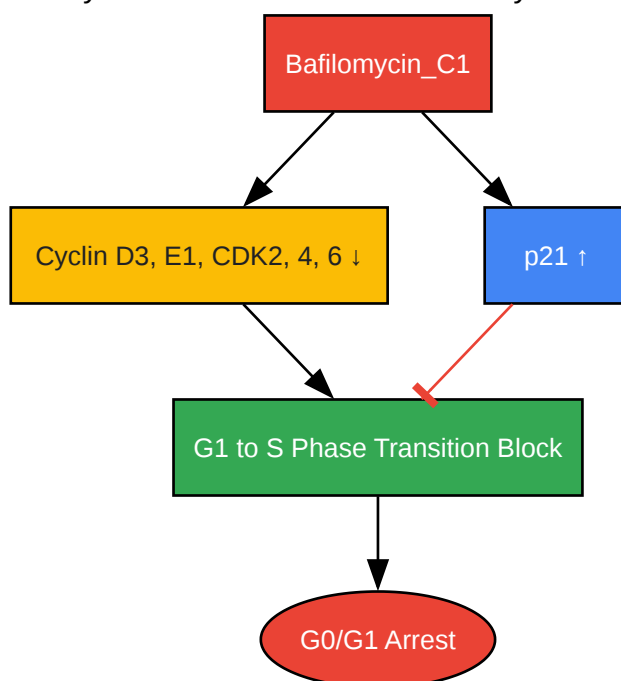 Bafilomycin_C1
Cyclin D3, E1, CDK2, 4, 6 ↓
p21 ↑
G1 to S Phase Transition Block
G0/G1 Arrest